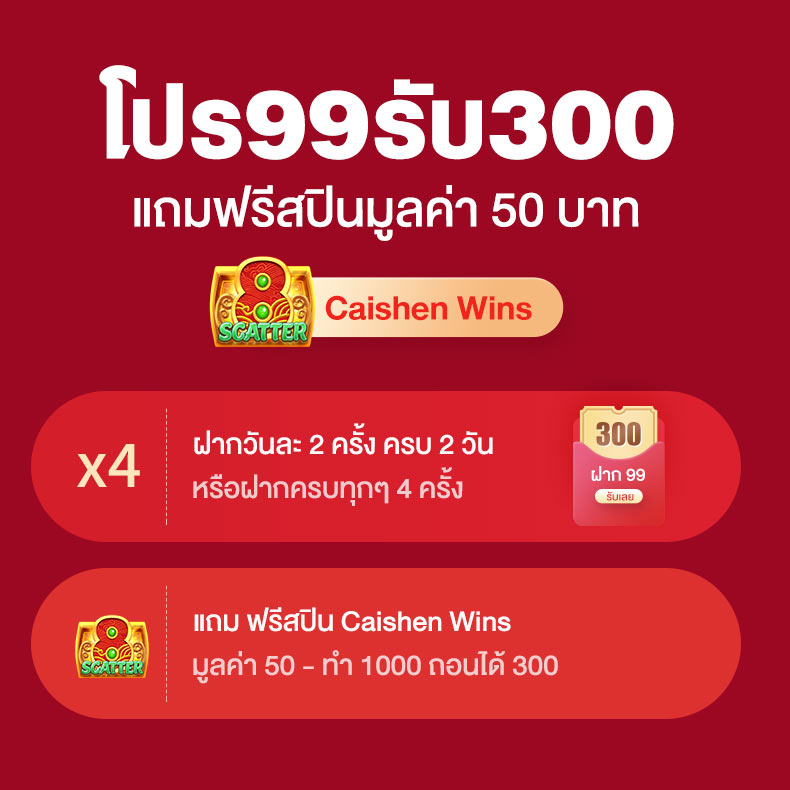 โปร99รับ300
แถมฟรีสปินมูลค่า 50 บาท
SCATTER
Caishen Wins
x4
ฝากวันละ 2 ครั้ง ครบ 2 วัน
หรือฝากครบทุกๆ 4 ครั้ง
300
ฝาก 99
รับเลย
SCATTER
แถม ฟรีสปิน Caishen Wins
มูลค่า 50 - ทำ 1000 ถอนได้ 300